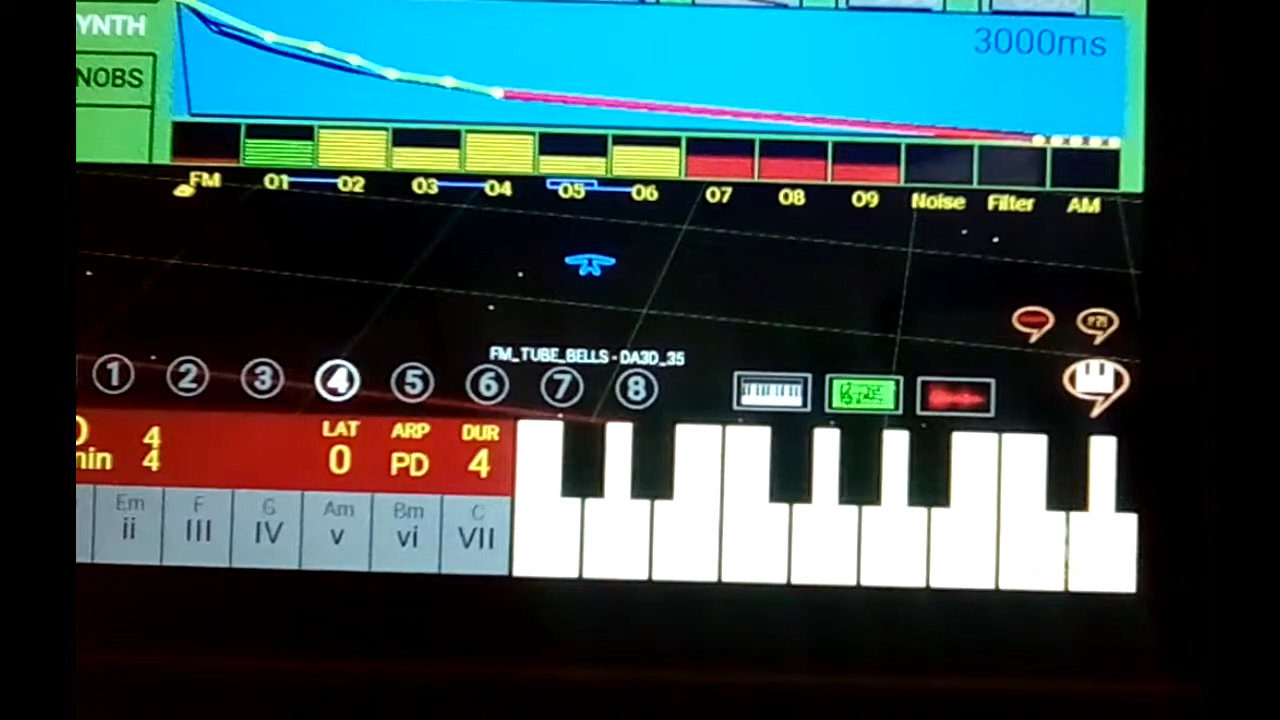 YNTH
3000ms
NOBS
FM 01 02 03 04 05 06 07 08 09 Noise Filter AM
FM_TUBE_BELLS - DA3D_35
1 2 3 4 5 6 7 8
4 LAT ARP DUR
min 4 0 PD 4
Em F G Am Bm C
ii III IV v vi VII